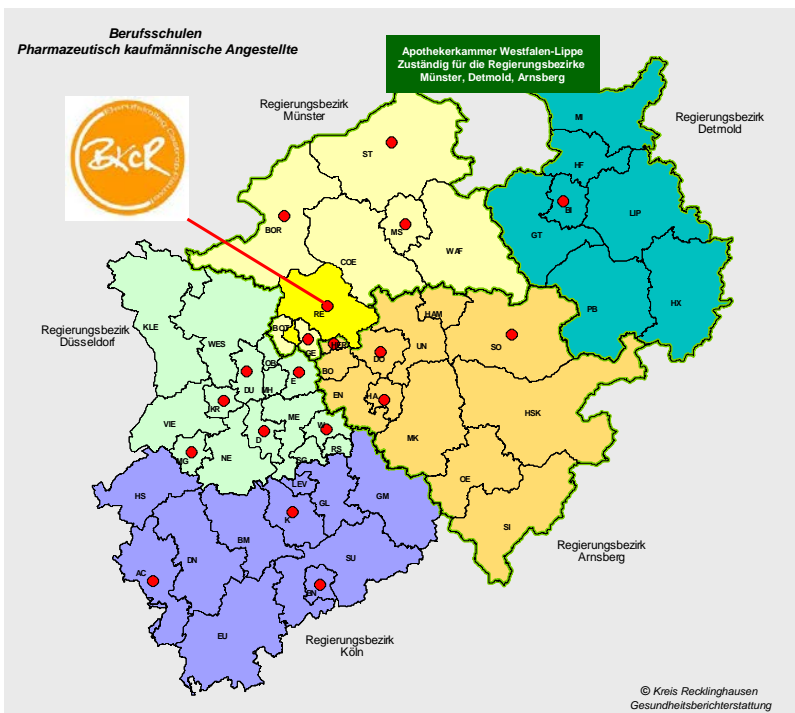 Berufsschulen
Pharmazeutisch kaufmännische Angestellte
Apothekerkammer Westfalen-Lippe
Zuständig für die Regierungsbezirke
Münster, Detmold, Arnsberg
BKCR
Regierungsbezirk
Münster
Regierungsbezirk
Detmold
MI
ST
HF
BI
LIP
BOR
MS
GT
WAF
COE
PB
HX
RE
Regierungsbezirk
Düsseldorf
KLE
BOT
HAM
WES
GE
HER
DO
UN
SO
OB
BO
E
DU
MH
EN
HA
KR
HSK
VIE
ME
W
D
MK
RS
MG
NE
SG
OE
LEV
HS
GL
GM
K
SI
BM
DN
SU
Regierungsbezirk
Arnsberg
AC
BN
EU
Regierungsbezirk
Köln
© Kreis Recklinghausen
Gesundheitsberichterstattung